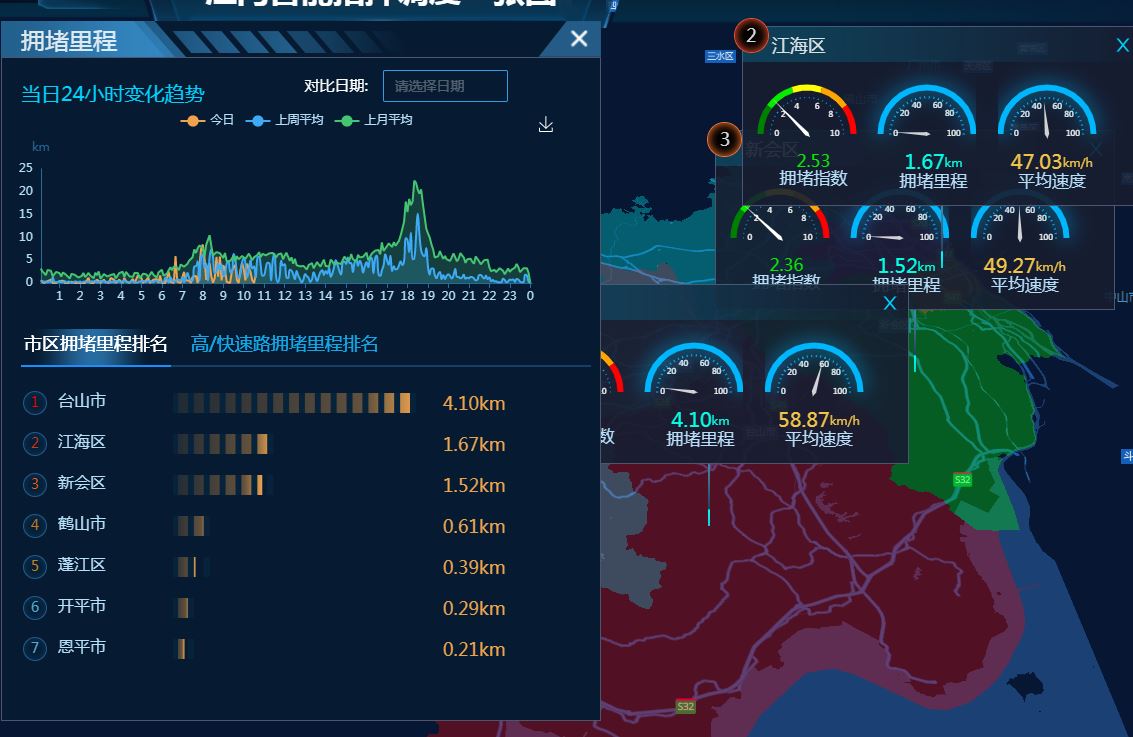 拥堵里程
当日24小时变化趋势
对比日期:
请选择日期
今日
上周平均
上月平均
km
25
20
15
10
5
0
1 2 3 4 5 6 7 8 9 10 11 12 13 14 15 16 17 18 19 20 21 22 23 0
市区拥堵里程排名
高/快速路拥堵里程排名
1 台山市 4.10km
2 江海区 1.67km
3 新会区 1.52km
4 鹤山市 0.61km
5 蓬江区 0.39km
6 开平市 0.29km
7 恩平市 0.21km
三水区
2 江海区 X
0 2 4 6 8 10
0 20 40 60 80 100
0 20 40 60 80 100
2.53
1.67km
47.03km/h
拥堵指数
拥堵里程
平均速度
3 新会区
2 4 6 8
0 10
20 40 60 80
0 100
20 40 60 80
0 100
2.36
1.52km
49.27km/h
拥堵指数
拥堵里程
平均速度
X
10
0 20 40 60 80 100
0 20 40 60 80 100
4.10km
58.87km/h
数
拥堵里程
平均速度
S32
S32